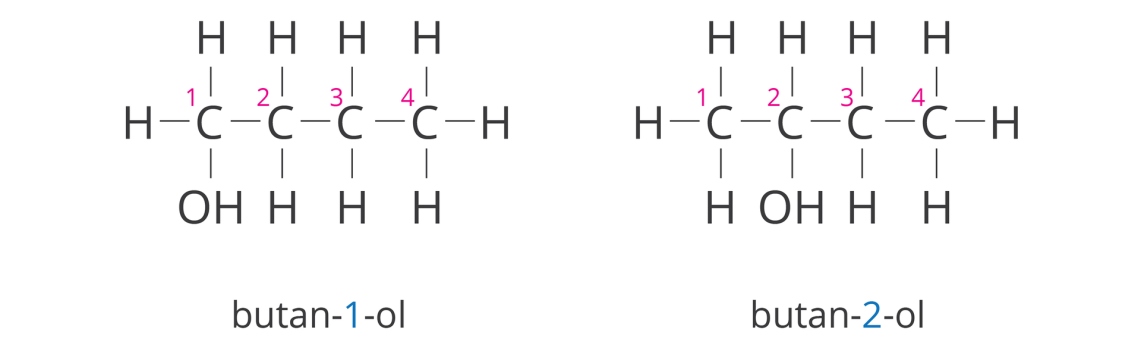 H H H H
H 1 C 2 C 3 C 4 C H
OH H H H
butan-1-ol
H H H H
H 1 C 2 C 3 C 4 C H
H OH H H
butan-2-ol